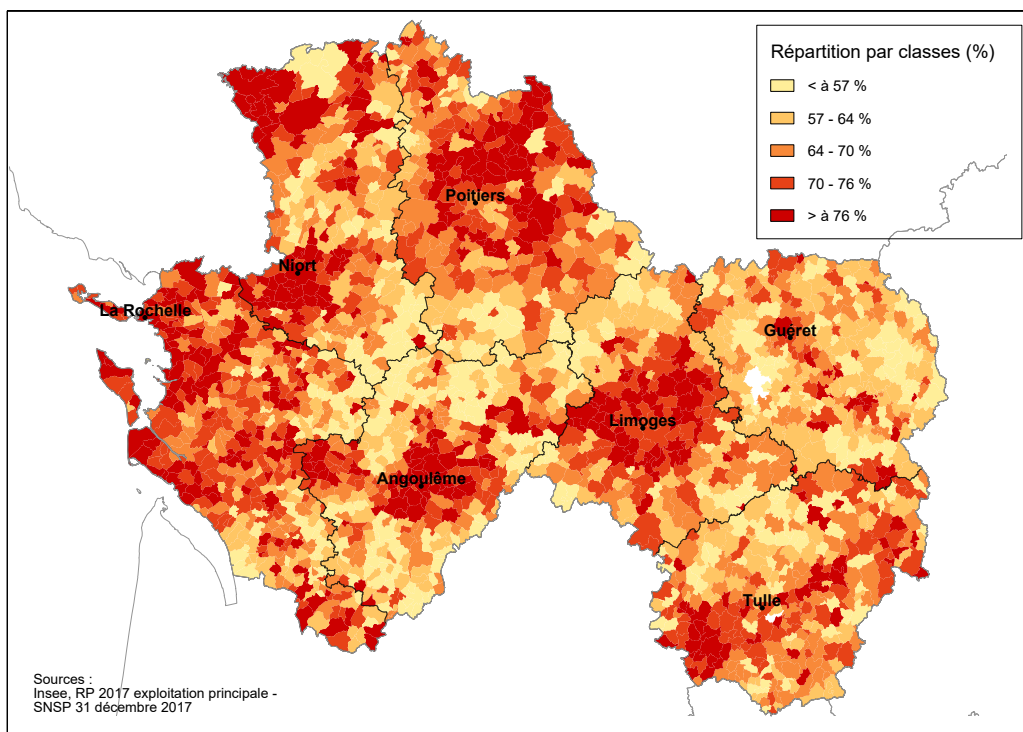 Répartition par classes (%)
< à 57 %
57 - 64 %
64 - 70 %
70 - 76 %
> à 76 %
Poitiers
Niort
La Rochelle
Guéret
Limoges
Angoulême
Tulle
Sources :
Insee, RP 2017 exploitation principale -
SNSP 31 décembre 2017